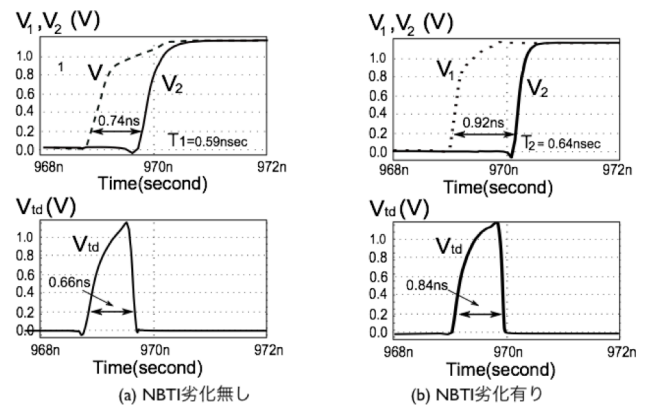 V1,V2 (V)
1.0
0.8
0.6
0.4
0.2
0.0
1
V
V2
0.74ns
T1=0.59nsec
968n
970n
972n
Time(second)
V1,V2 (V)
1.0
0.8
0.6
0.4
0.2
0.0
V1
V2
0.92ns
T2= 0.64nsec
968n
970n
972n
Time(second)
Vtd (V)
1.0
0.8
0.6
0.4
0.2
0.0
Vtd
0.66ns
968n
970n
972n
Time(second)
(a) NBTI劣化無し
Vtd(V)
1.0
0.8
0.6
0.4
0.2
0.0
Vtd
0.84ns
968n
970n
972n
Time(second)
(b) NBTI劣化有り